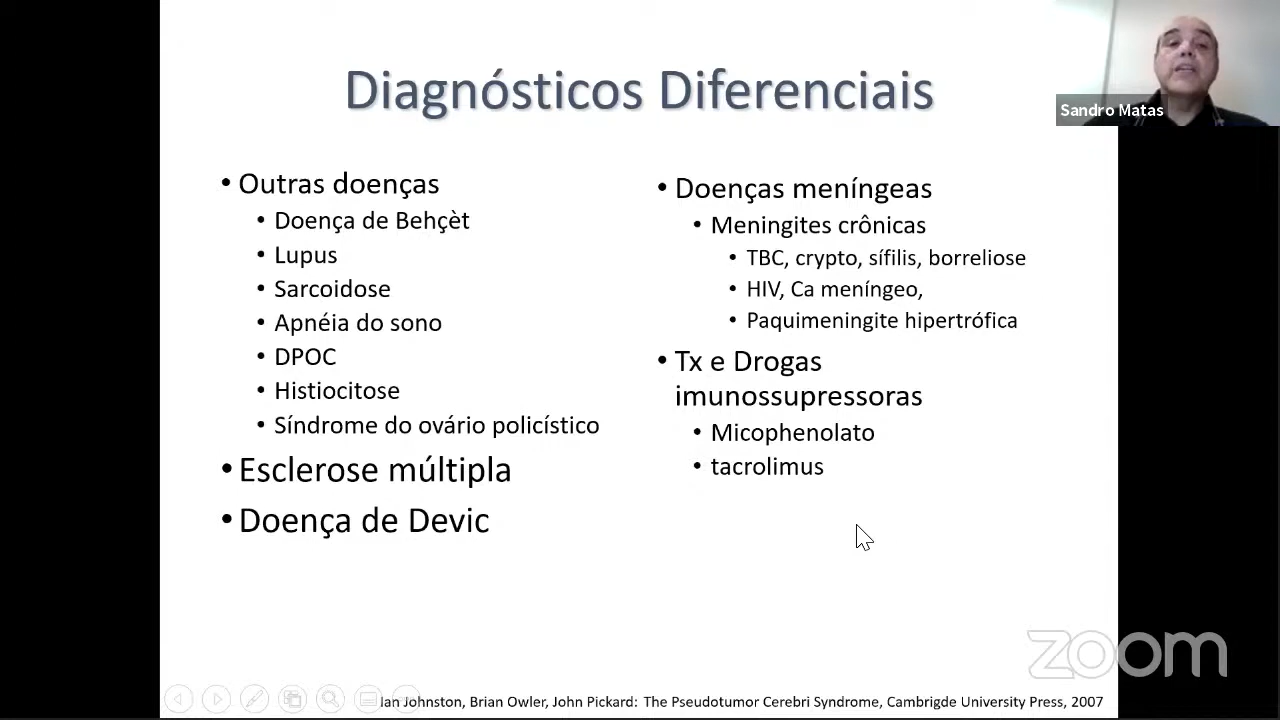 Diagnósticos Diferenciais
Sandro Matas
• Outras doenças
• Doença de Behçèt
• Lupus
• Sarcoidose
• Apnéia do sono
• DPOC
• Histiocitose
• Síndrome do ovário policístico
• Esclerose múltipla
• Doença de Devic
• Doenças meníngeas
• Meningites crônicas
• TBC, crypto, sífilis, borreliose
• HIV, Ca meníngeo,
• Paquimeningite hipertrófica
• Tx e Drogas
imunossupressoras
• Micophenolato
• tacrolimus
zoom
Ian Johnston, Brian Owler, John Pickard: The Pseudotumor Cerebri Syndrome, Cambrigde University Press, 2007